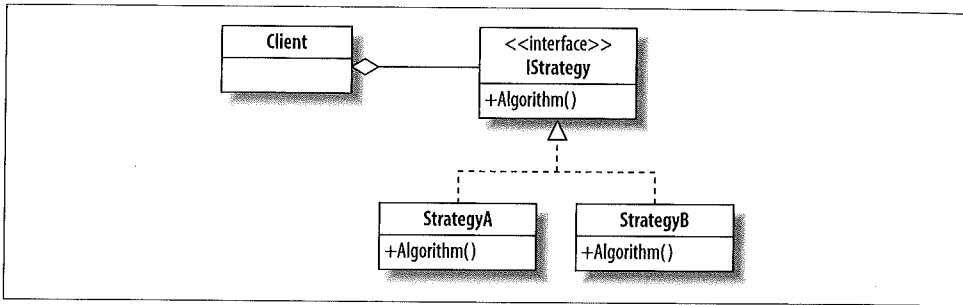 Client
<<interface>>
IStrategy
+Algorithm()
StrategyA
+Algorithm()
StrategyB
+Algorithm()